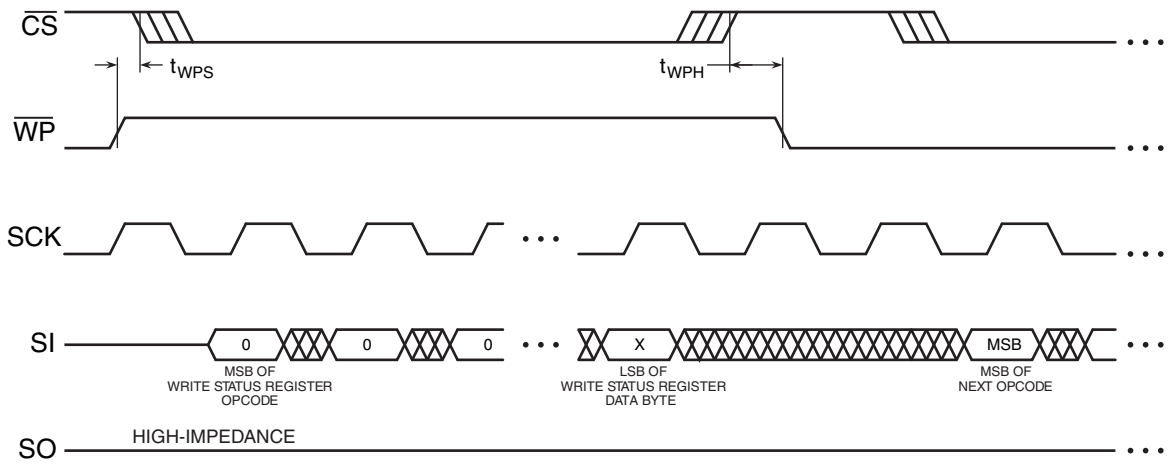 CS
tWPS
tWPH
WP
SCK
SI
0
0
0
X
MSB
MSB OF
WRITE STATUS REGISTER
OPCODE
LSB OF
WRITE STATUS REGISTER
DATA BYTE
MSB OF
NEXT OPCODE
SO
HIGH-IMPEDANCE